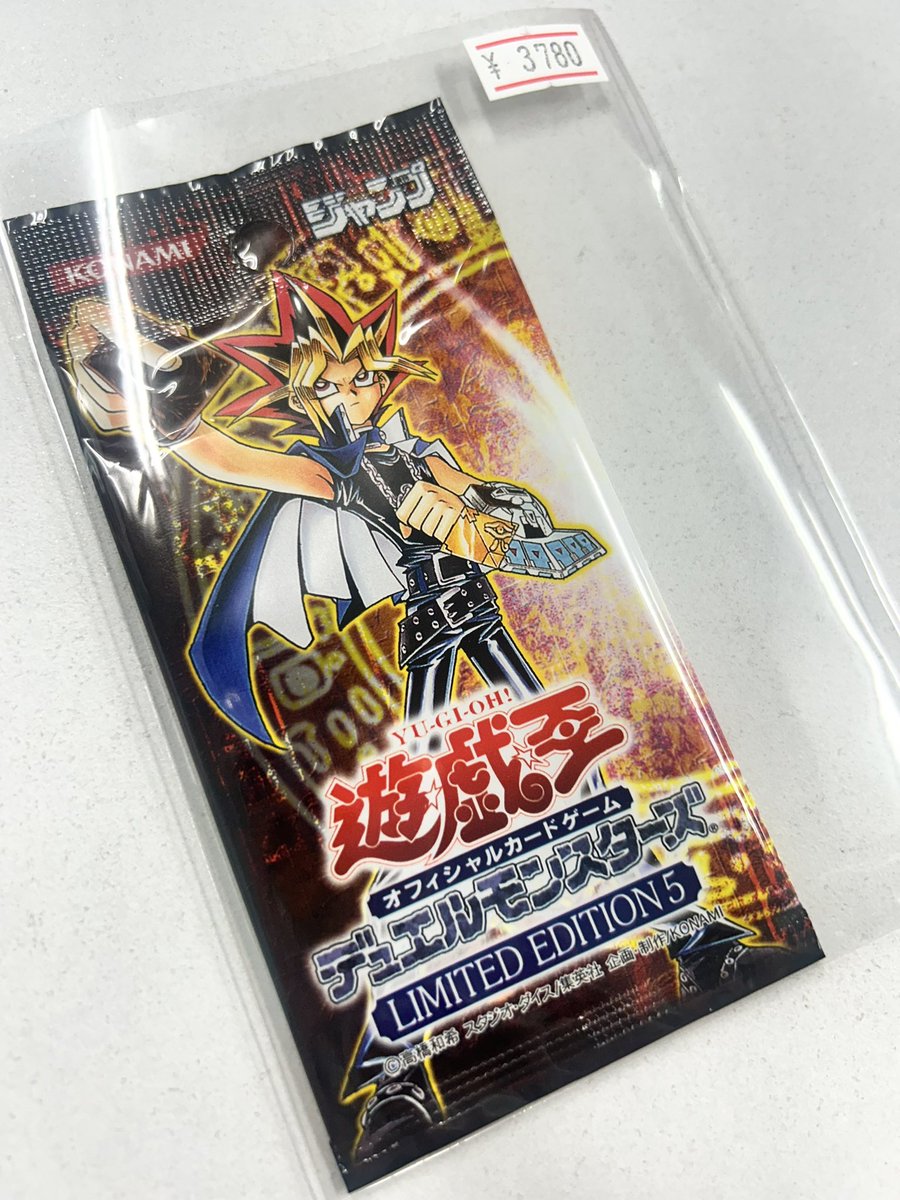 ¥ 3780
ジャンプ
KONAMI
YU-GI-OH!
遊戯王
オフィシャルカードゲーム
デュエルモンスターズ®
LIMITED EDITION 5
©高橋和希 スタジオ・ダイス/集英社 企画・制作/KONAMI